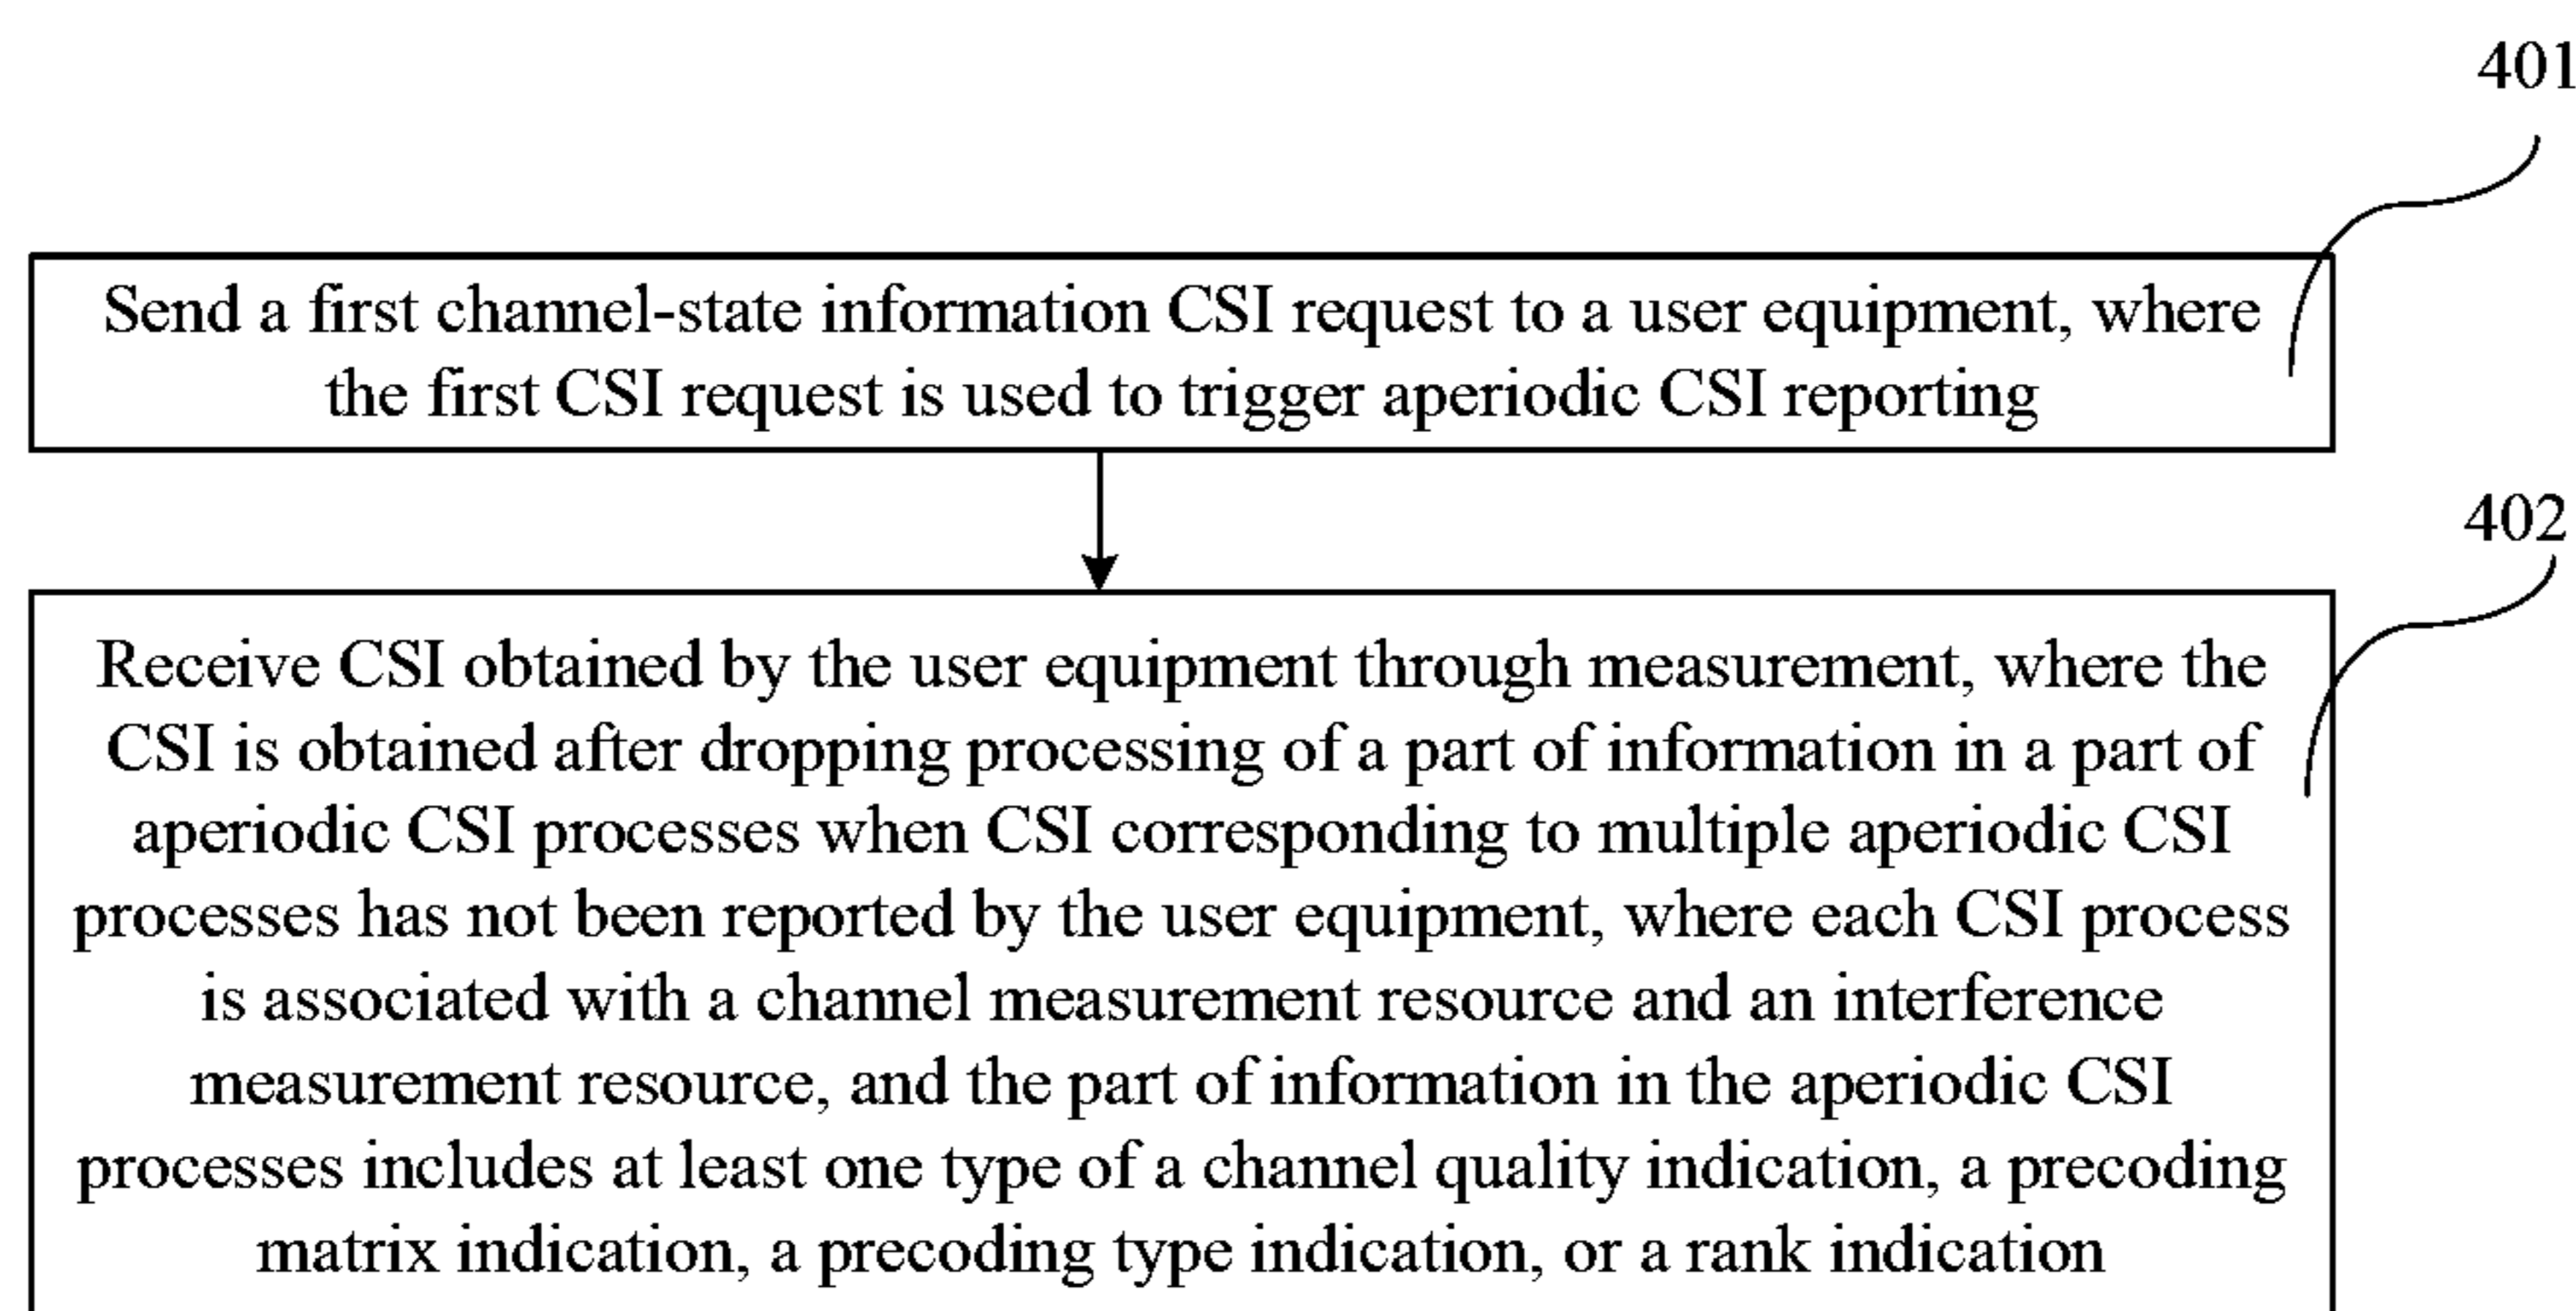 401
Send a first channel-state information CSI request to a user equipment, where
the first CSI request is used to trigger aperiodic CSI reporting
402
Receive CSI obtained by the user equipment through measurement, where the
CSI is obtained after dropping processing of a part of information in a part of
aperiodic CSI processes when CSI corresponding to multiple aperiodic CSI
processes has not been reported by the user equipment, where each CSI process
is associated with a channel measurement resource and an interference
measurement resource, and the part of information in the aperiodic CSI
processes includes at least one type of a channel quality indication, a precoding
matrix indication, a precoding type indication, or a rank indication